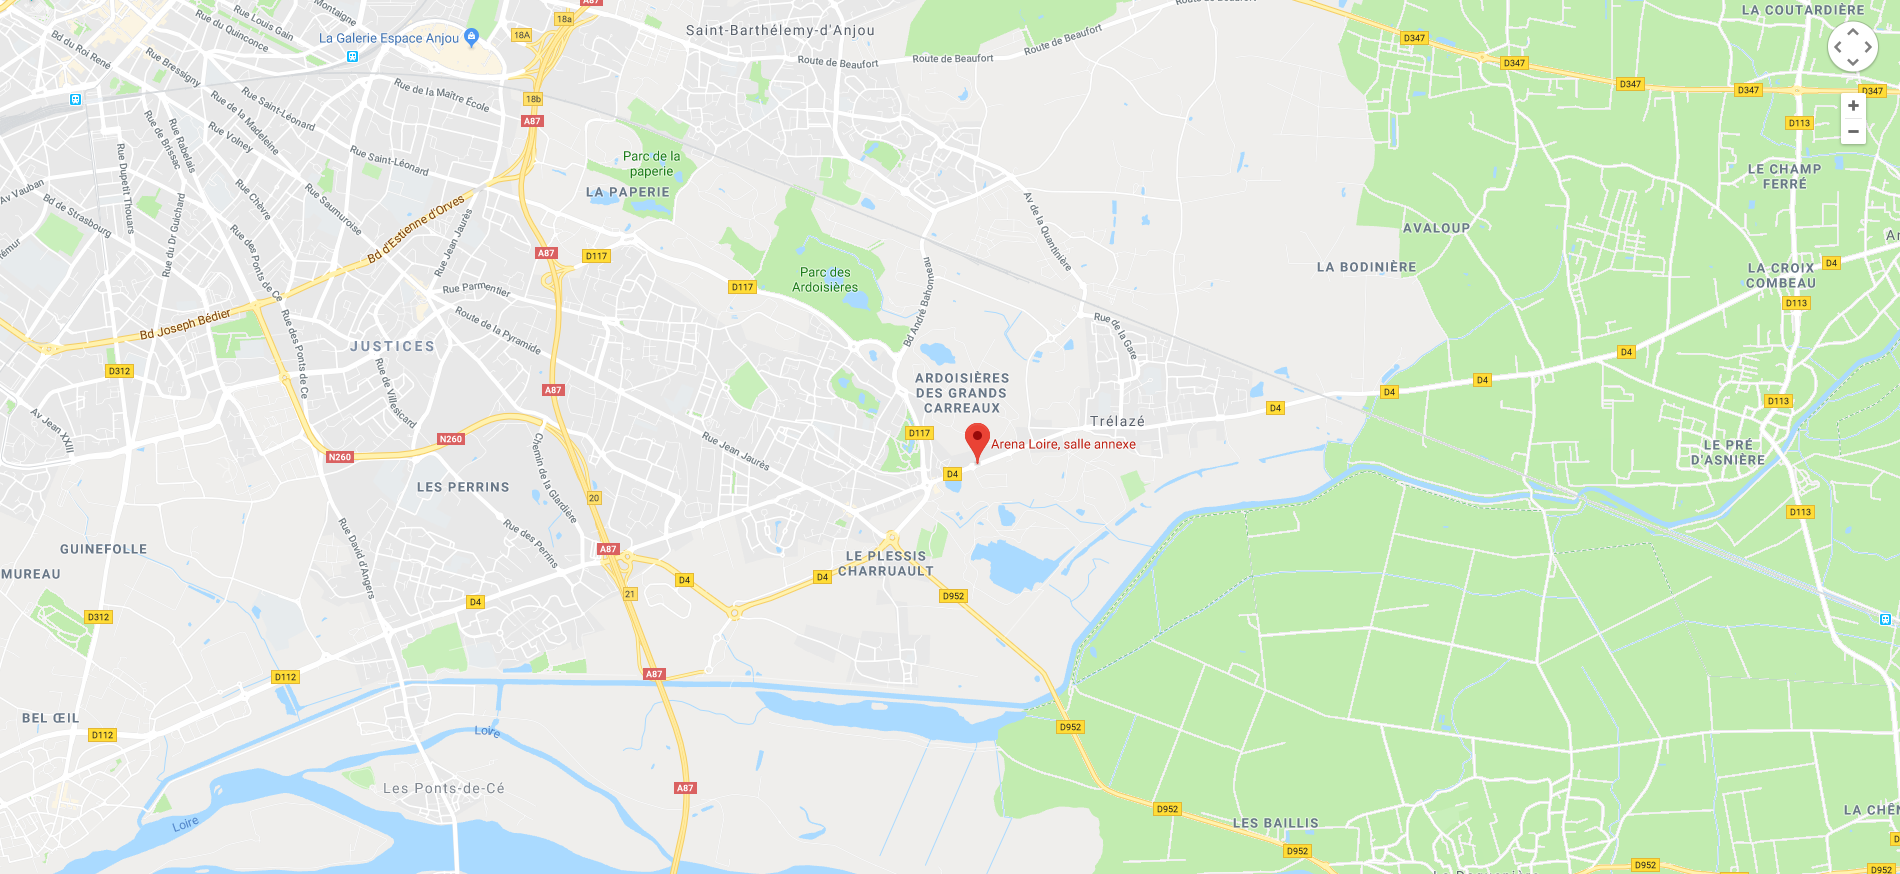 A87
18a
18A
Montaigne
Rue Louis Gain
Rue du Quinconce
La Galerie Espace Anjou
Saint-Barthélemy-d'Anjou
Route de Beaufort
Route de Beaufort
Route de Beaufort
Route de Beaufort
LA COUTARDIÈRE
D347
D347
D347
D347
D347
Bd du Roi René
Rue Bressigny
Rue de la Maître École
18b
A87
D113
Rue Saint-Léonard
Rue de la Madeleine
Rue Volney
Rue de Brissac
Rue Rabelais
Rue Dupetit Thouars
Rue Saint-Léonard
Parc de la
paperie
LA PAPERIE
LE CHAMP
FERRÉ
Av Vauban
Bd de Strasbourg
Rue Chèvre
Rue Saumuroise
Bd d'Estienne d'Orves
Rue Jean Jaurès
Rue du Dr Guichard
Rue des Ponts de Cé
Av de la Quantinière
AVALOUP
A87
D117
Parc des
Ardoisières
D117
Bd André Bahonneau
LA BODINIÈRE
D4
LA CROIX
COMBEAU
D113
Rue Parmentier
Route de la Pyramide
Bd Joseph Bédier
Rue des Ponts de Cé
JUSTICES
Rue de la Gare
D312
Rue de Villesicard
A87
ARDOISIÈRES
DES GRANDS
CARREAUX
D4
D4
D4
D4
D113
Trélazé
Av Jean XXIII
N260
N260
Chemin de la Glardière
Rue Jean Jaurès
D117
Arena Loire, salle annexe
D4
LE PRÉ
D'ASNIÈRE
LES PERRINS
20
D113
Rue David d'Angers
Rue des Perrins
GUINEFOLLE
A87
LE PLESSIS
CHARRUAULT
MUREAU
D4
D4
21
D4
D952
D312
D112
A87
BEL ŒIL
D112
Loire
D952
Les Ponts-de-Cé
A87
D952
Loire
LES BAILLIS
LA CHÊN
D952
D952
D952